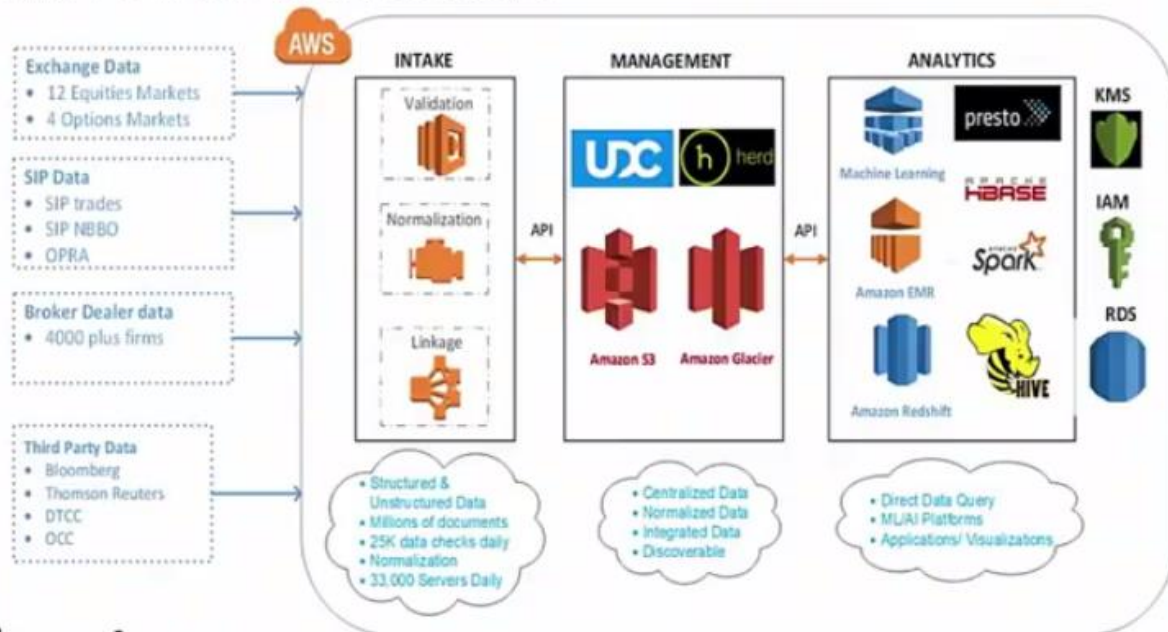 AWS
Exchange Data
• 12 Equities Markets
• 4 Options Markets
SIP Data
• SIP trades
• SIP NBBO
• OPRA
Broker Dealer data
• 4000 plus firms
Third Party Data
• Bloomberg
• Thomson Reuters
• DTCC
• OCC
INTAKE
Validation
Normalization
Linkage
• Structured &
Unstructured Data
• Millions of documents
• 25K data checks daily
• Normalization
• 33,000 Servers Daily
API
MANAGEMENT
UDC
h herd
Amazon S3
Amazon Glacier
• Centralized Data
• Normalized Data
• Integrated Data
• Discoverable
API
ANALYTICS
Machine Learning
presto
APACHE
HBASE
Amazon EMR
APACHE
Spark
Amazon Redshift
HIVE
• Direct Data Query
• ML/AI Platforms
• Applications/ Visualizations
KMS
IAM
RDS